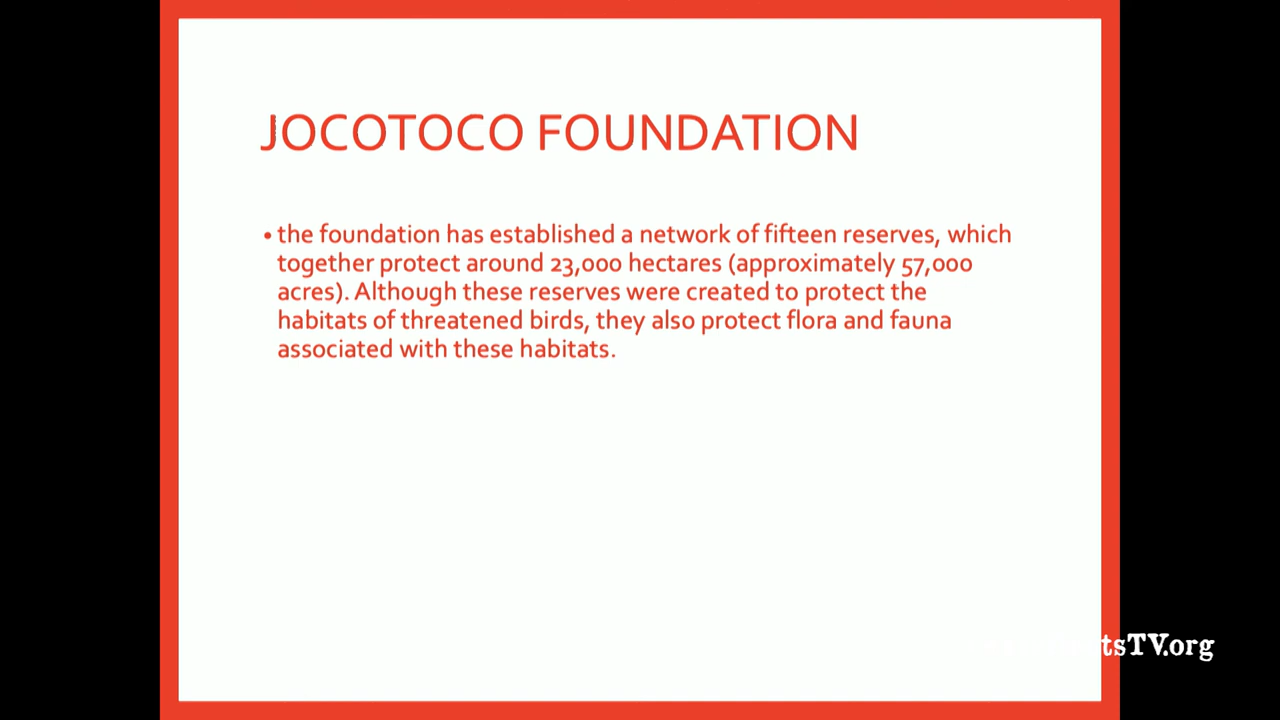 JOCOTOCO FOUNDATION
• the foundation has established a network of fifteen reserves, which
together protect around 23,000 hectares (approximately 57,000
acres). Although these reserves were created to protect the
habitats of threatened birds, they also protect flora and fauna
associated with these habitats.
tsTV.org